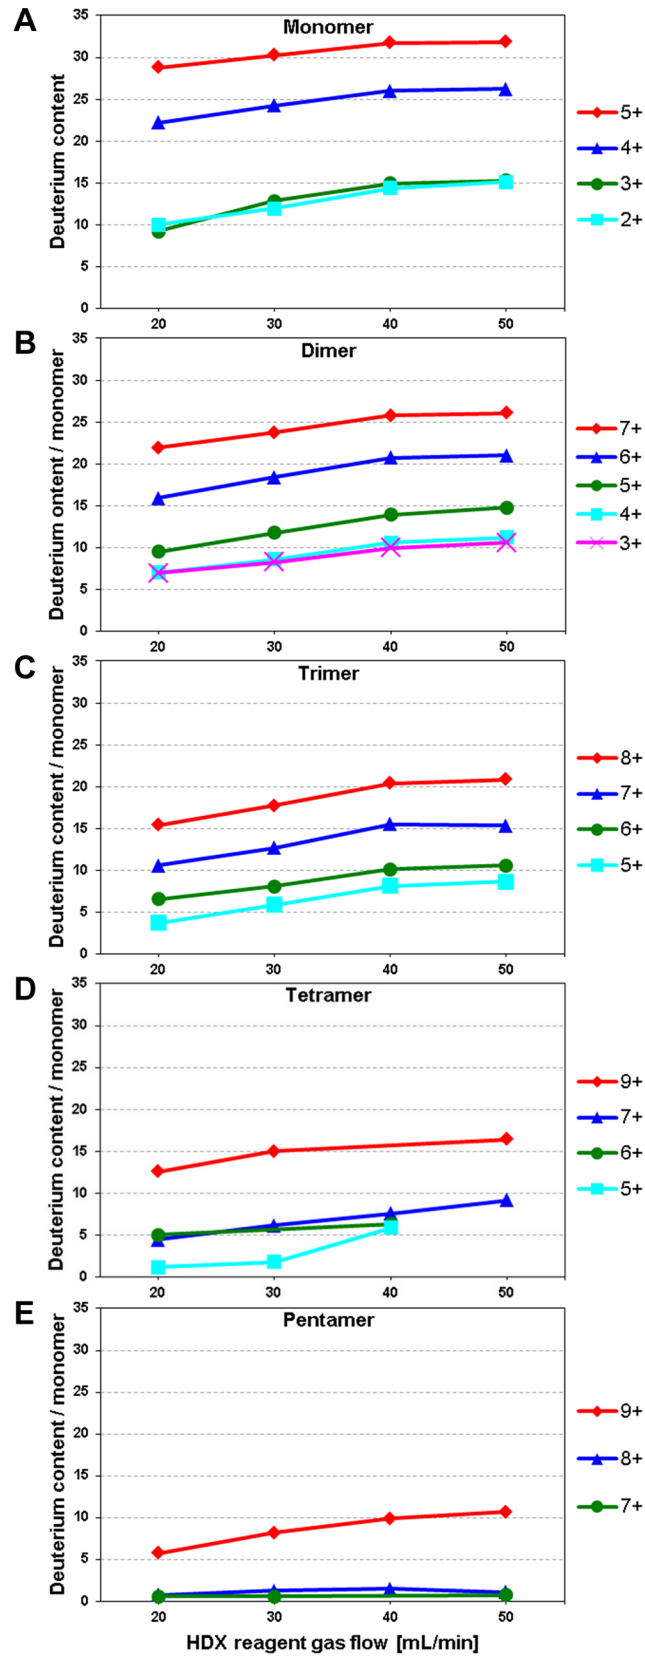 A
Monomer
Deuterium content
35
30
25
20
15
10
5
0
20 30 40 50
5+
4+
3+
2+
B
Dimer
Deuterium ontent / monomer
35
30
25
20
15
10
5
0
20 30 40 50
7+
6+
5+
4+
3+
C
Trimer
Deuterium content / monomer
35
30
25
20
15
10
5
0
20 30 40 50
8+
7+
6+
5+
D
Tetramer
Deuterium content / monomer
35
30
25
20
15
10
5
0
20 30 40 50
9+
7+
6+
5+
E
Pentamer
Deuterium content / monomer
35
30
25
20
15
10
5
0
20 30 40 50
9+
8+
7+
HDX reagent gas flow [mL/min]